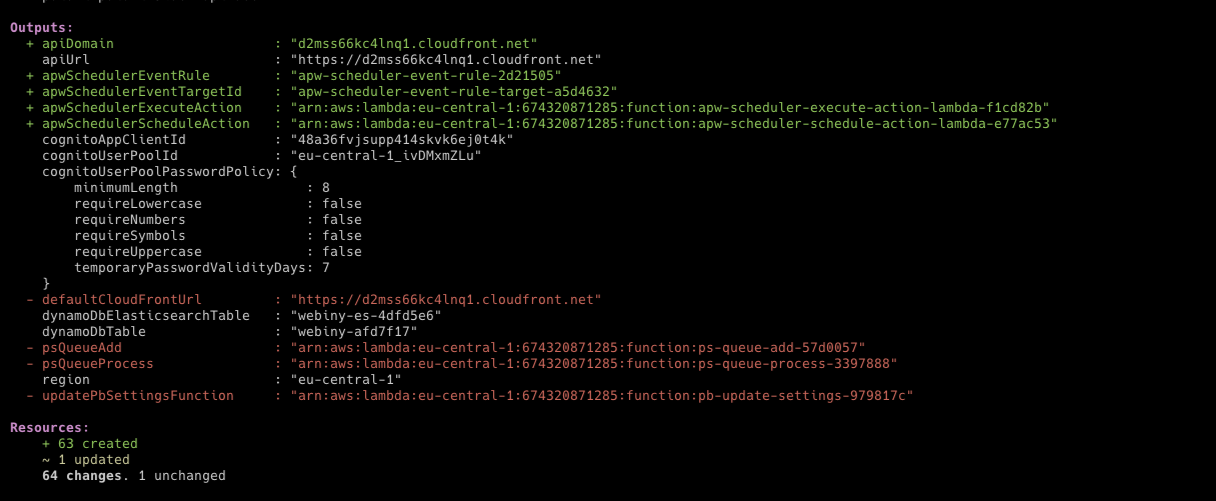 Outputs:
+ apiDomain : "d2mss66kc4lnq1.cloudfront.net"
apiUrl : "https://d2mss66kc4lnq1.cloudfront.net"
+ apwSchedulerEventRule : "apw-scheduler-event-rule-2d21505"
+ apwSchedulerEventTargetId : "apw-scheduler-event-rule-target-a5d4632"
+ apwSchedulerExecuteAction : "arn:aws:lambda:eu-central-1:674320871285:function:apw-scheduler-execute-action-lambda-f1cd82b"
+ apwSchedulerScheduleAction : "arn:aws:lambda:eu-central-1:674320871285:function:apw-scheduler-schedule-action-lambda-e77ac53"
cognitoAppClientId : "48a36fvjsupp414skvk6ej0t4k"
cognitoUserPoolId : "eu-central-1_ivDMxmZLu"
cognitoUserPoolPasswordPolicy: {
minimumLength : 8
requireLowercase : false
requireNumbers : false
requireSymbols : false
requireUppercase : false
temporaryPasswordValidityDays: 7
}
- defaultCloudFrontUrl : "https://d2mss66kc4lnq1.cloudfront.net"
dynamoDbElasticsearchTable : "webiny-es-4dfd5e6"
dynamoDbTable : "webiny-afd7f17"
- psQueueAdd : "arn:aws:lambda:eu-central-1:674320871285:function:ps-queue-add-57d0057"
- psQueueProcess : "arn:aws:lambda:eu-central-1:674320871285:function:ps-queue-process-3397888"
region : "eu-central-1"
- updatePbSettingsFunction : "arn:aws:lambda:eu-central-1:674320871285:function:pb-update-settings-979817c"
Resources:
+ 63 created
~ 1 updated
64 changes. 1 unchanged